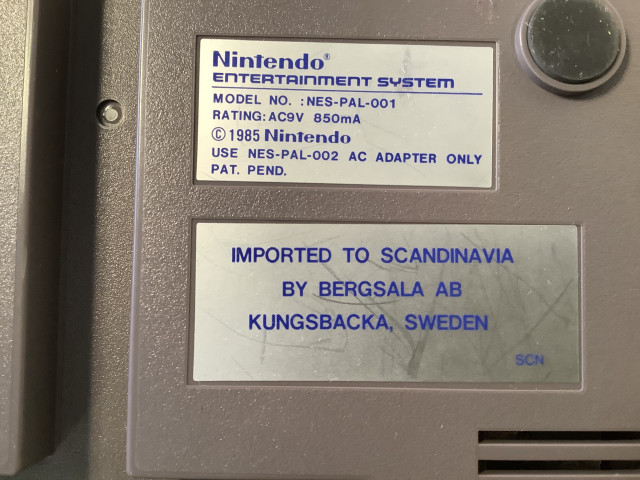 Nintendo®
ENTERTAINMENT SYSTEM
MODEL NO. :NES-PAL-001
RATING:AC9V 850mA
© 1985 Nintendo
USE NES-PAL-002 AC ADAPTER ONLY
PAT. PEND.
IMPORTED TO SCANDINAVIA
BY BERGSALA AB
KUNGSBACKA, SWEDEN
SCN